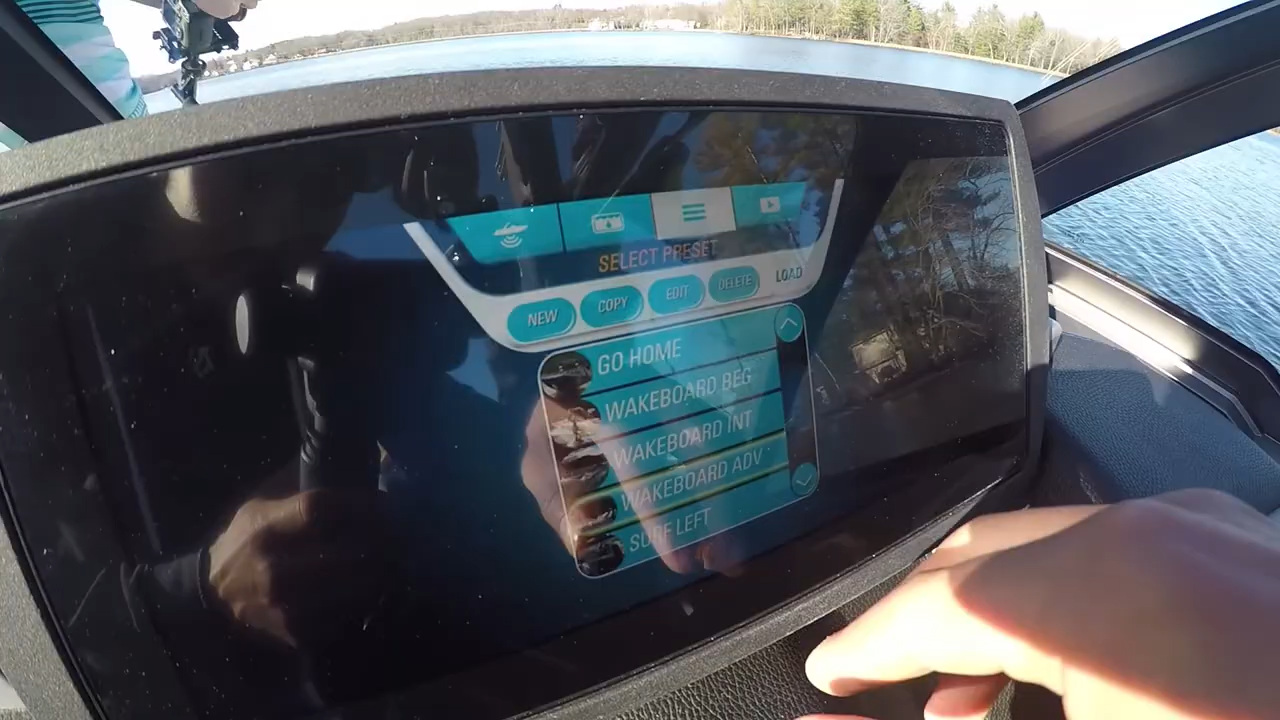 SELECT PRESET
NEW COPY EDIT DELETE LOAD
GO HOME
WAKEBOARD BEG
WAKEBOARD INT
WAKEBOARD ADV
SURF LEFT